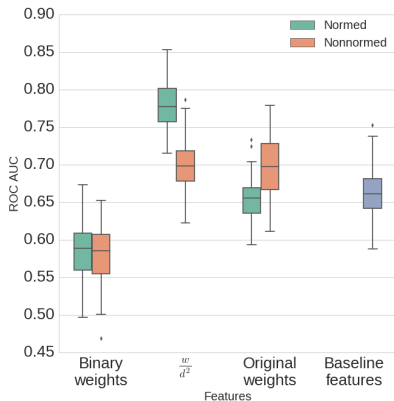 0.90
0.85
0.80
0.75
0.70
0.65
0.60
0.55
0.50
0.45
ROC AUC
Normed
Nonnormed
Binary
weights
w
d²
Original
weights
Baseline
features
Features